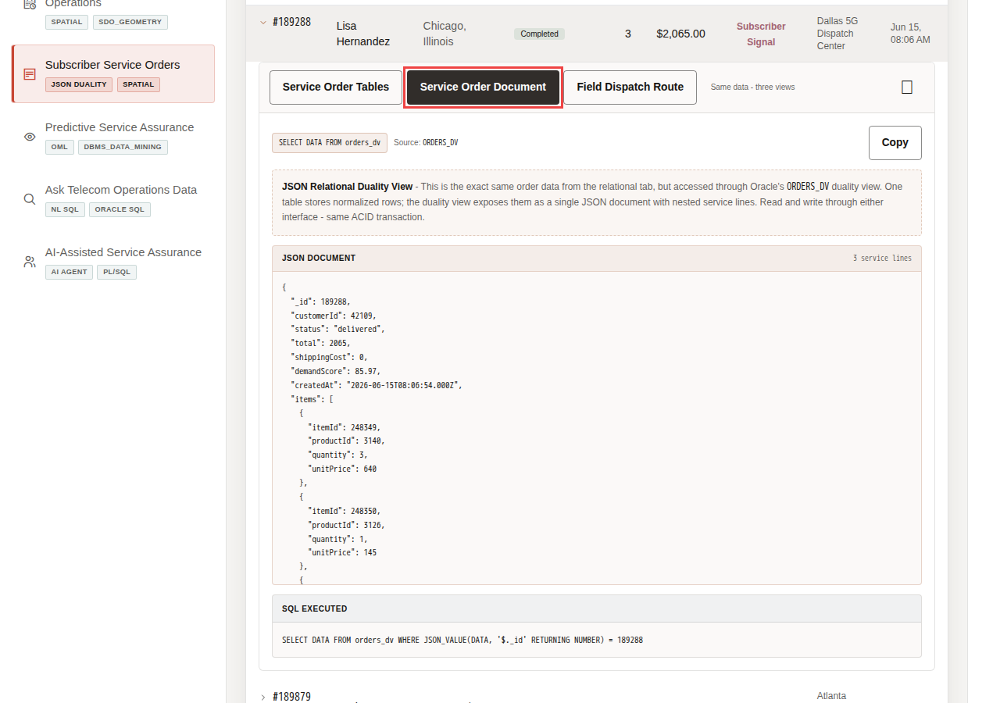 Operations
SPATIAL SDO_GEOMETRY
Subscriber Service Orders
JSON DUALITY SPATIAL
Predictive Service Assurance
OML DBMS_DATA_MINING
Ask Telecom Operations Data
NL SQL ORACLE SQL
AI-Assisted Service Assurance
AI AGENT PL/SQL
#189288
Lisa
Hernandez
Chicago,
Illinois
Completed
3
$2,065.00
Subscriber
Signal
Dallas 5G
Dispatch
Center
Jun 15,
08:06 AM
Service Order Tables Service Order Document Field Dispatch Route Same data - three views
SELECT DATA FROM orders_dv Source: ORDERS_DV Copy
JSON Relational Duality View - This is the exact same order data from the relational tab, but accessed through Oracle's ORDERS_DV duality view. One
table stores normalized rows; the duality view exposes them as a single JSON document with nested service lines. Read and write through either
interface - same ACID transaction.
JSON DOCUMENT 3 service lines
{
"_id": 189288,
"customerId": 42109,
"status": "delivered",
"total": 2065,
"shippingCost": 0,
"demandScore": 85.97,
"createdAt": "2026-06-15T08:06:54.000Z",
"items": [
{
"itemId": 248349,
"productId": 3140,
"quantity": 3,
"unitPrice": 640
},
{
"itemId": 248350,
"productId": 3126,
"quantity": 1,
"unitPrice": 145
},
{
SQL EXECUTED
SELECT DATA FROM orders_dv WHERE JSON_VALUE(DATA, '$._id' RETURNING NUMBER) = 189288
#189879
Atlanta